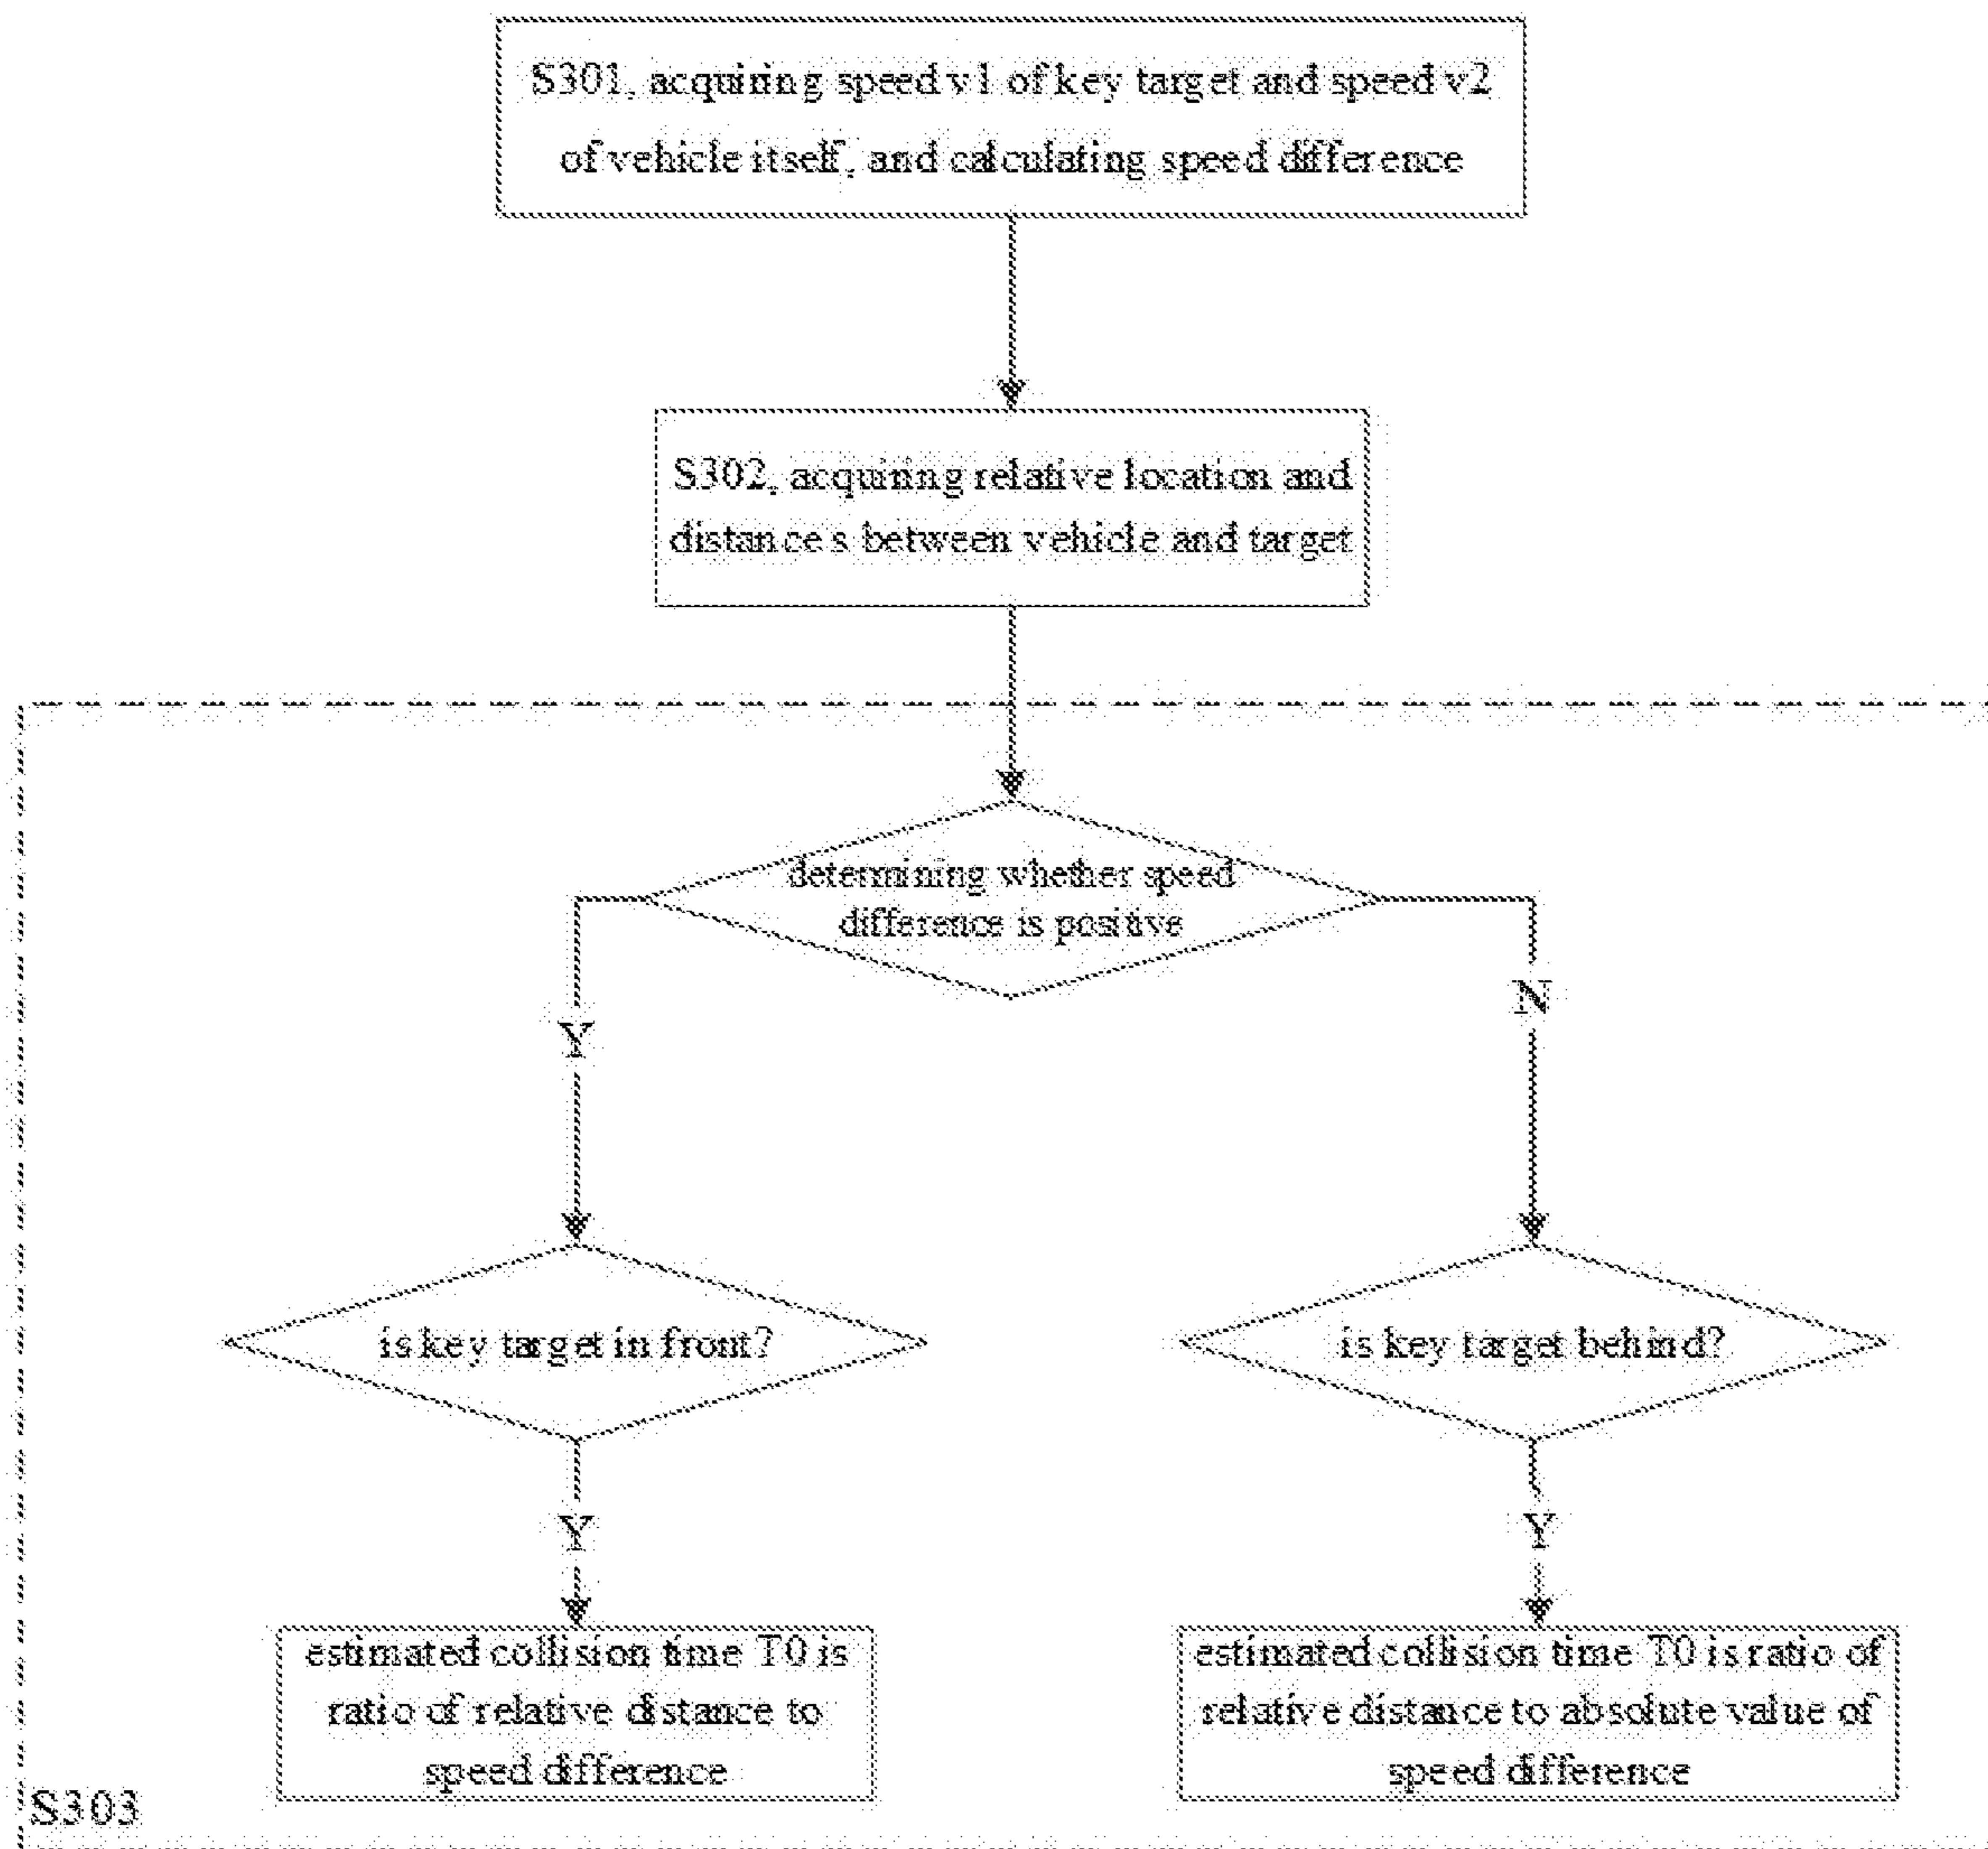 S301, acquiring speed v1 of key target and speed v2
of vehicle itself, and calculating speed difference
S302, acquiring relative location and
distance s between vehicle and target
determining whether speed
difference is positive
Y
N
is key target in front?
is key target behind?
Y
Y
estimated collision time T0 is
ratio of relative distance to
speed difference
estimated collision time T0 is ratio of
relative distance to absolute value of
speed difference
S303